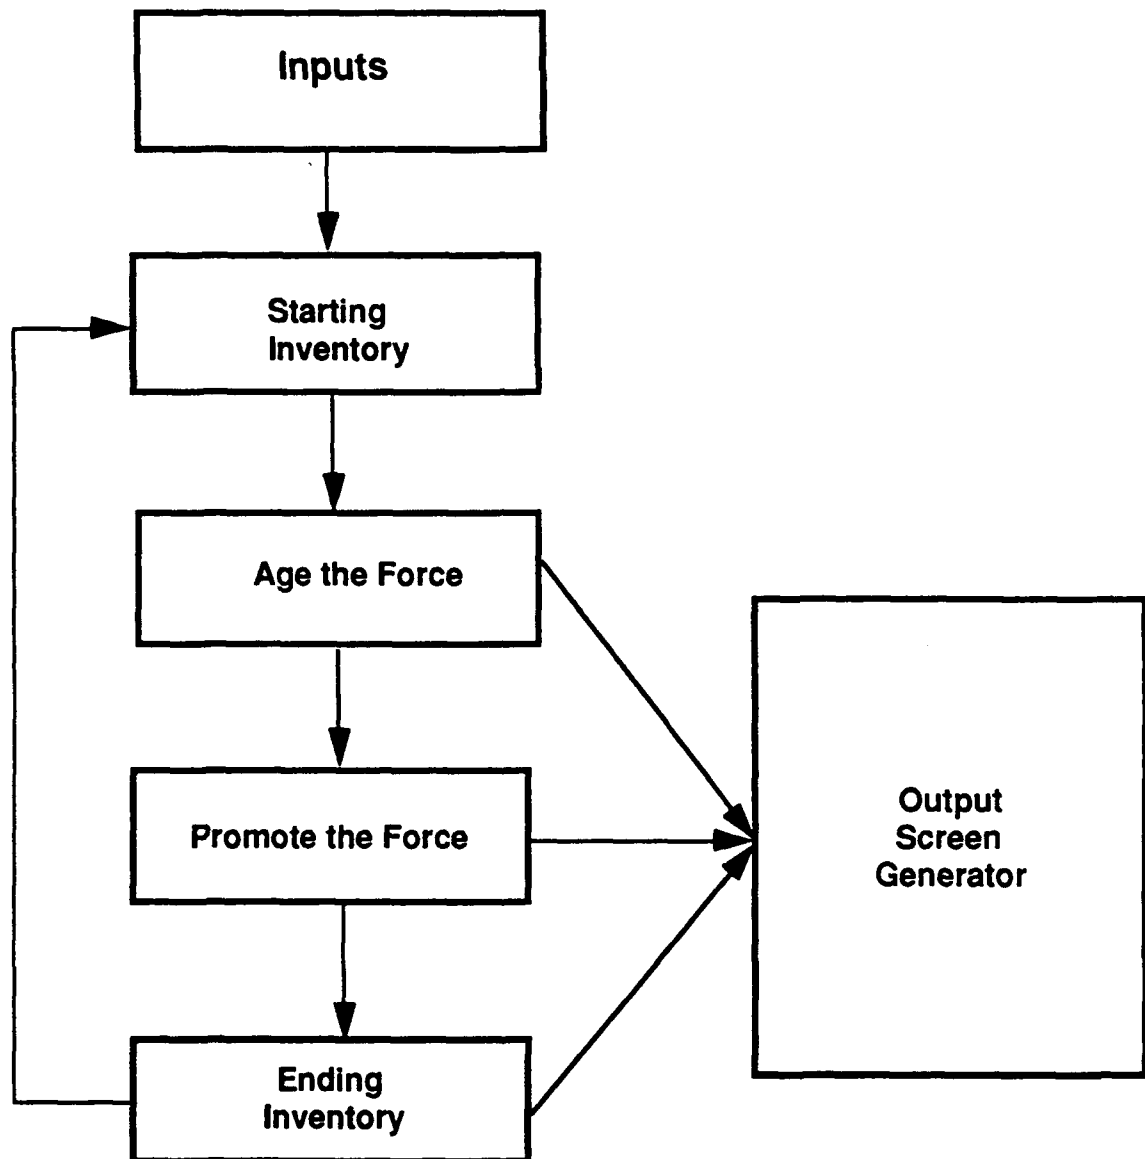 Inputs
Starting
Inventory
Age the Force
Promote the Force
Ending
Inventory
Output
Screen
Generator